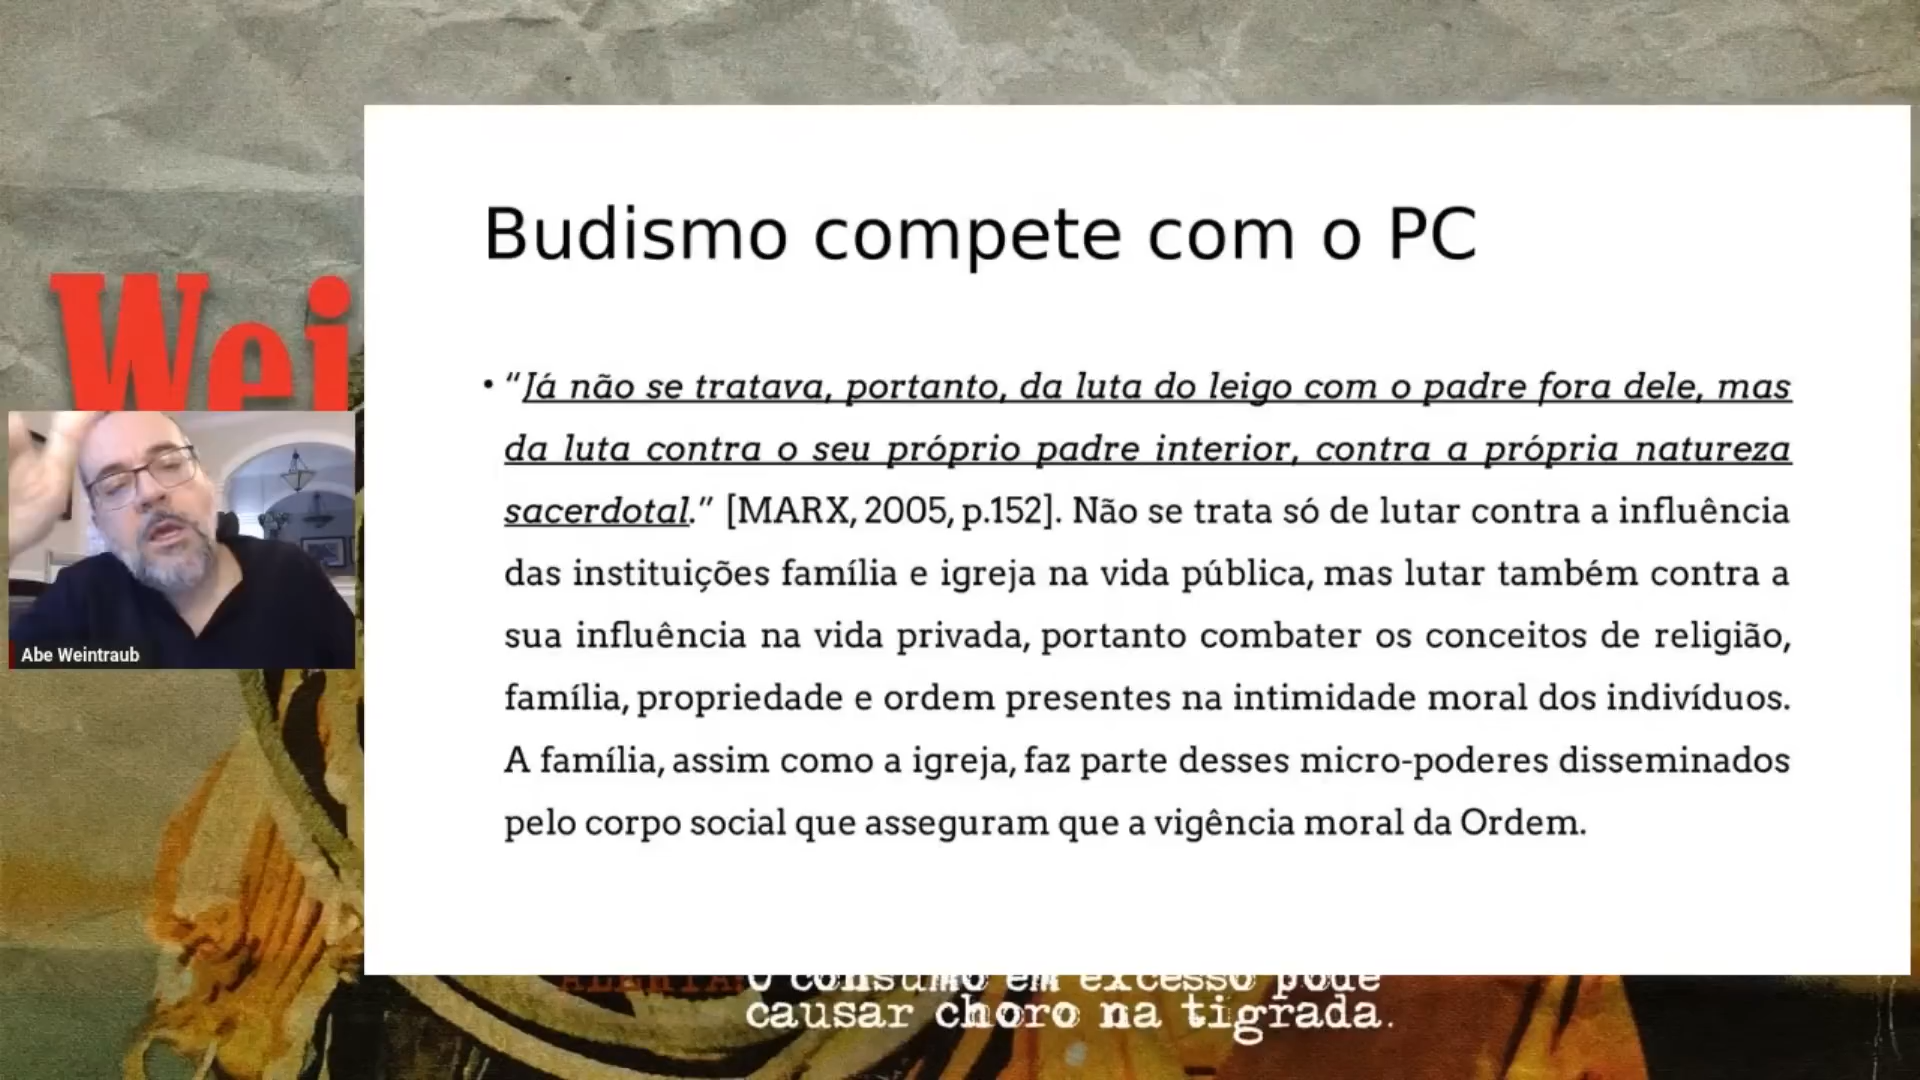 Budismo compete com o PC
• “Já não se tratava, portanto, da luta do leigo com o padre fora dele, mas
da luta contra o seu próprio padre interior, contra a própria natureza
sacerdotal.” [MARX, 2005, p.152]. Não se trata só de lutar contra a influência
das instituições família e igreja na vida pública, mas lutar também contra a
sua influência na vida privada, portanto combater os conceitos de religião,
família, propriedade e ordem presentes na intimidade moral dos indivíduos.
A família, assim como a igreja, faz parte desses micro-poderes disseminados
pelo corpo social que asseguram que a vigência moral da Ordem.
Wei
Abe Weintraub
ALERTA: O consumo em excesso pode
causar choro na tigrada.